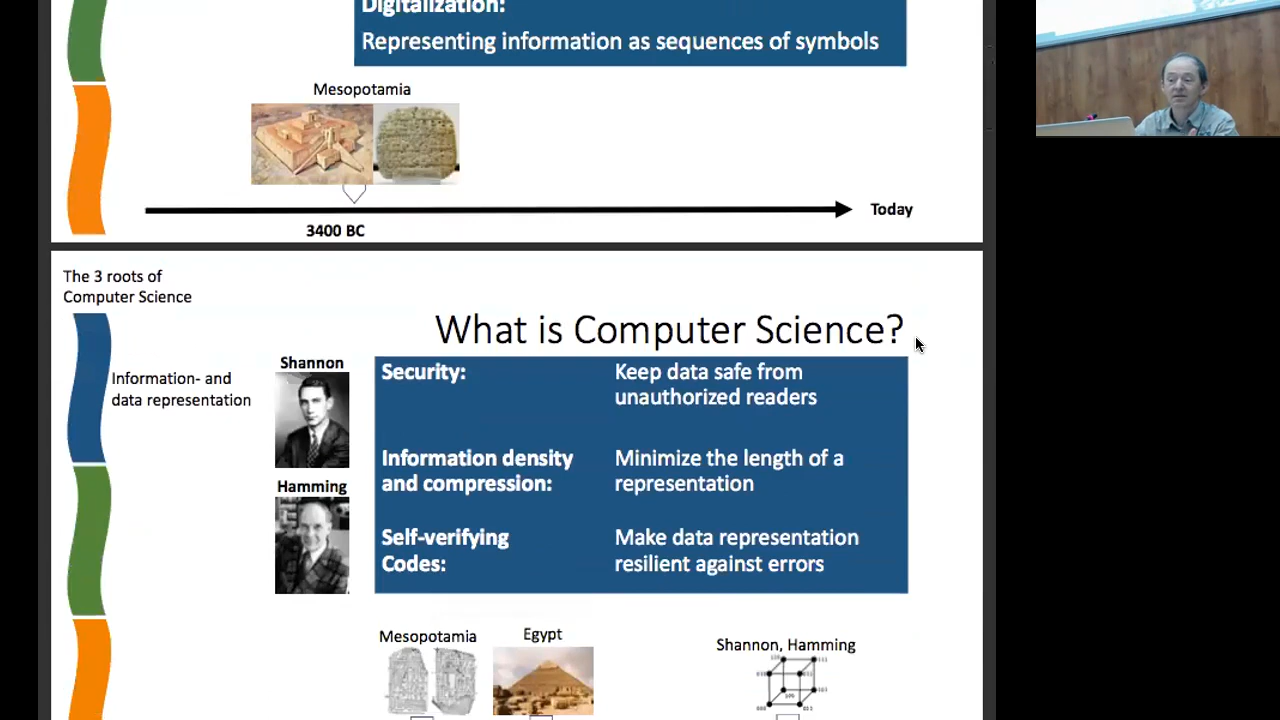 Digitalization:
Representing information as sequences of symbols
Mesopotamia
3400 BC
Today
The 3 roots of
Computer Science
What is Computer Science?
Information- and
data representation
Shannon
Hamming
Security:
Keep data safe from
unauthorized readers
Information density
and compression:
Minimize the length of a
representation
Self-verifying
Codes:
Make data representation
resilient against errors
Mesopotamia
Egypt
Shannon, Hamming